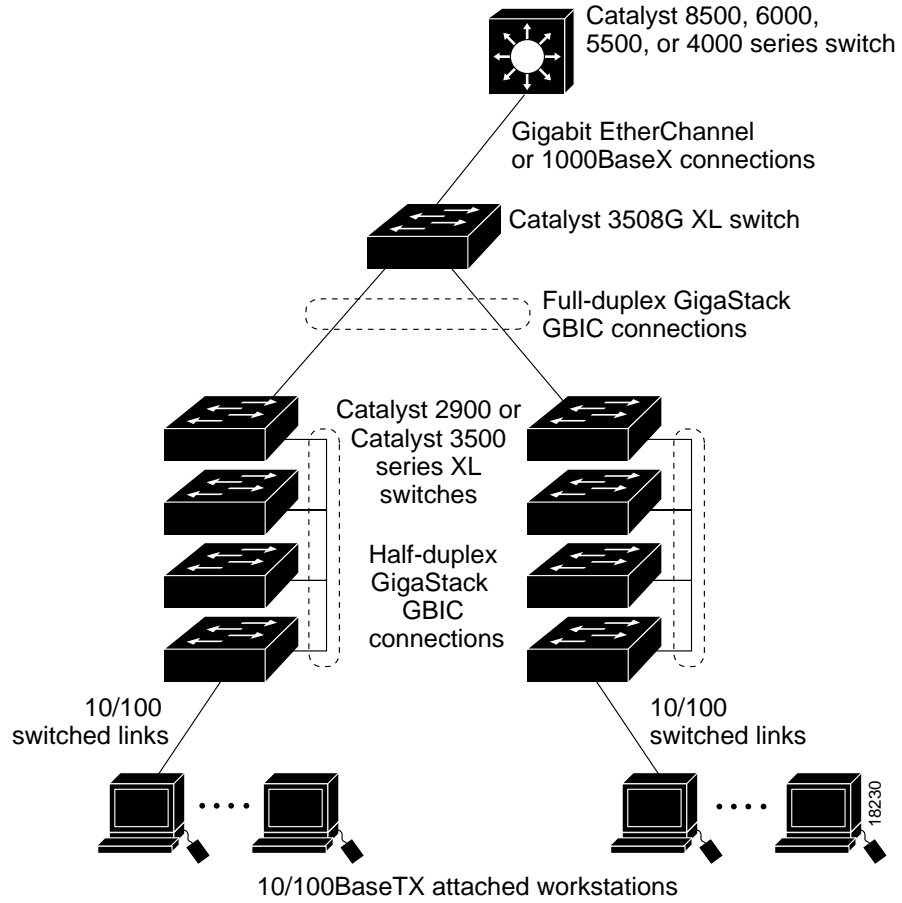 Catalyst 8500, 6000,
5500, or 4000 series switch
Gigabit EtherChannel
or 1000BaseX connections
Catalyst 3508G XL switch
Full-duplex GigaStack
GBIC connections
Catalyst 2900 or
Catalyst 3500
series XL
switches
Half-duplex
GigaStack
GBIC
connections
10/100
switched links
10/100
switched links
18230
10/100BaseTX attached workstations